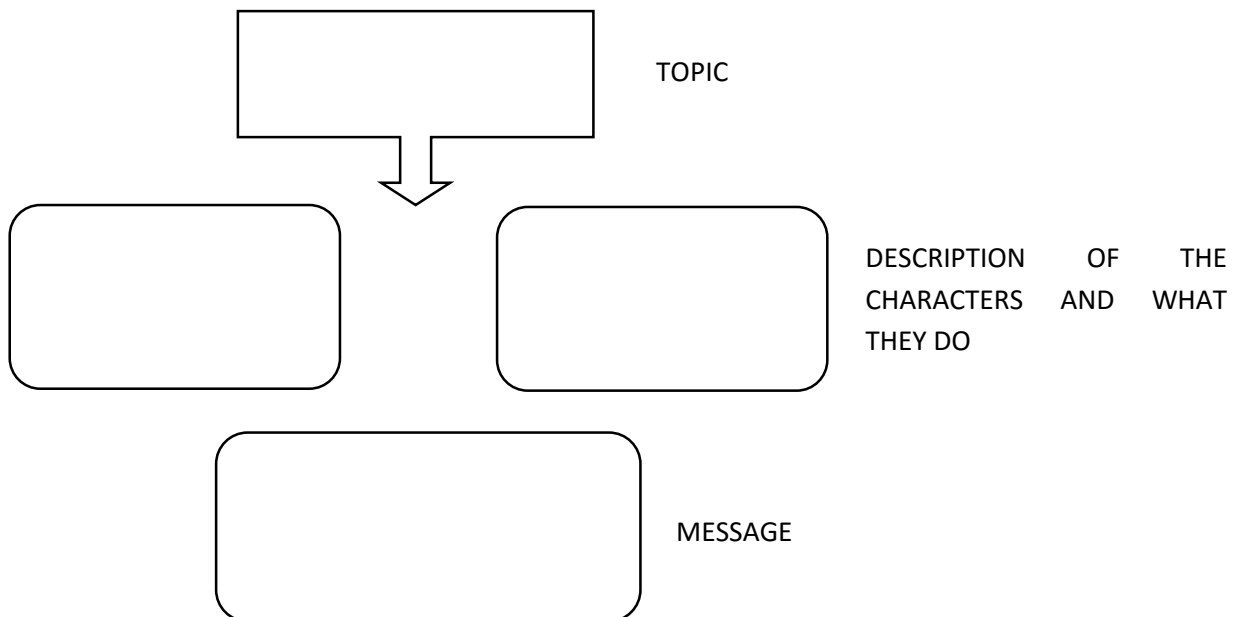 TOPIC
DESCRIPTION OF THE
CHARACTERS AND WHAT
THEY DO
MESSAGE